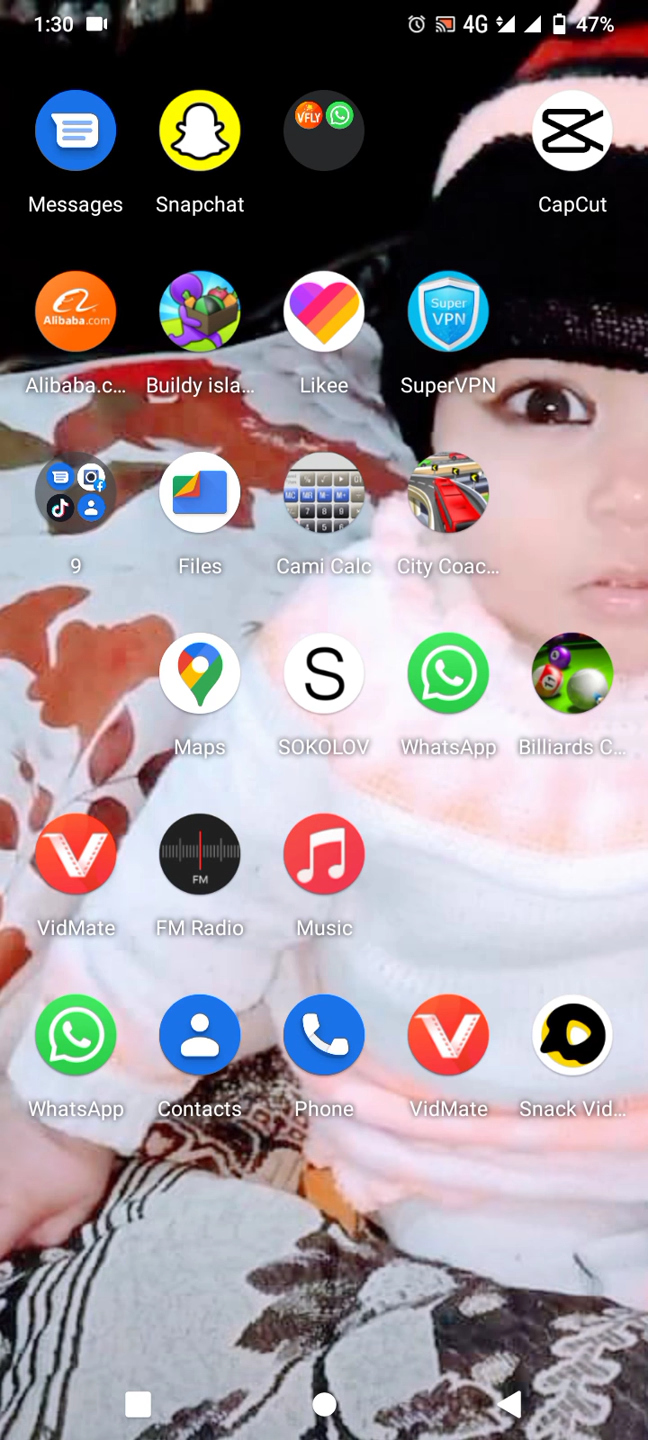 1:30 4G 47%
VFLY
Messages Snapchat CapCut
Alibaba.com Super VPN
Alibaba.c... Buildy isla... Likee SuperVPN
9 Files Cami Calc City Coac...
S
Maps SOKOLOV WhatsApp Billiards C...
FM
VidMate FM Radio Music
WhatsApp Contacts Phone VidMate Snack Vid...